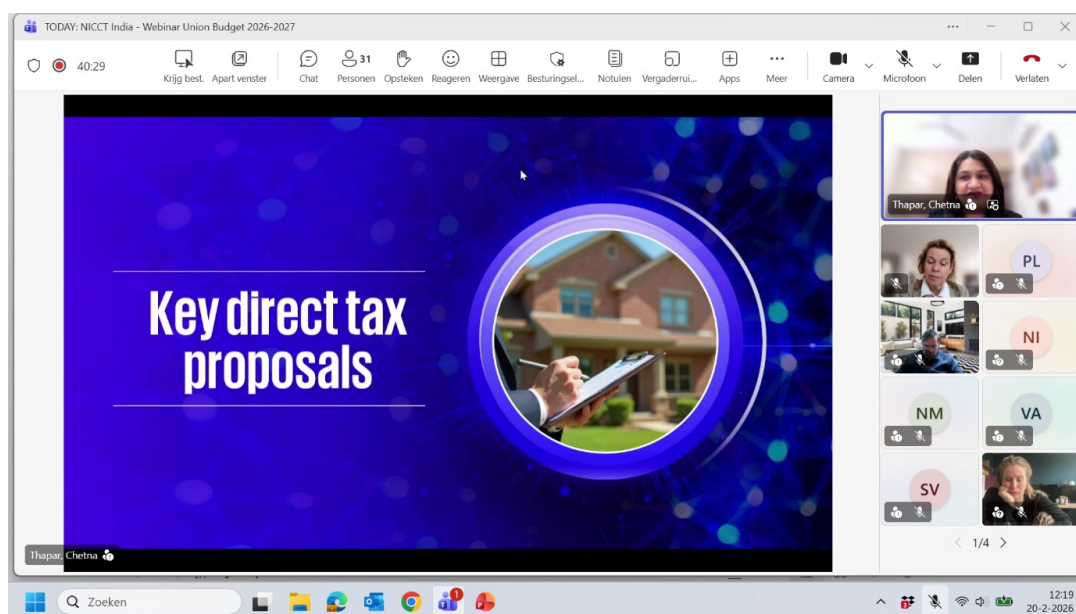 TODAY: NICCT India - Webinar Union Budget 2026-2027
40:29
Krijg best.
Apart venster
Chat
31
Personen
Opsteken
Reageren
Weergave
Besturingsel...
Notulen
Vergaderrui...
Apps
Meer
Camera
Microfoon
Delen
Verlaten
Key direct tax
proposals
Thapar, Chetna
Thapar, Chetna
PL
NI
NM
VA
SV
1/4
Zoeken
1
12:19
20-2-2026